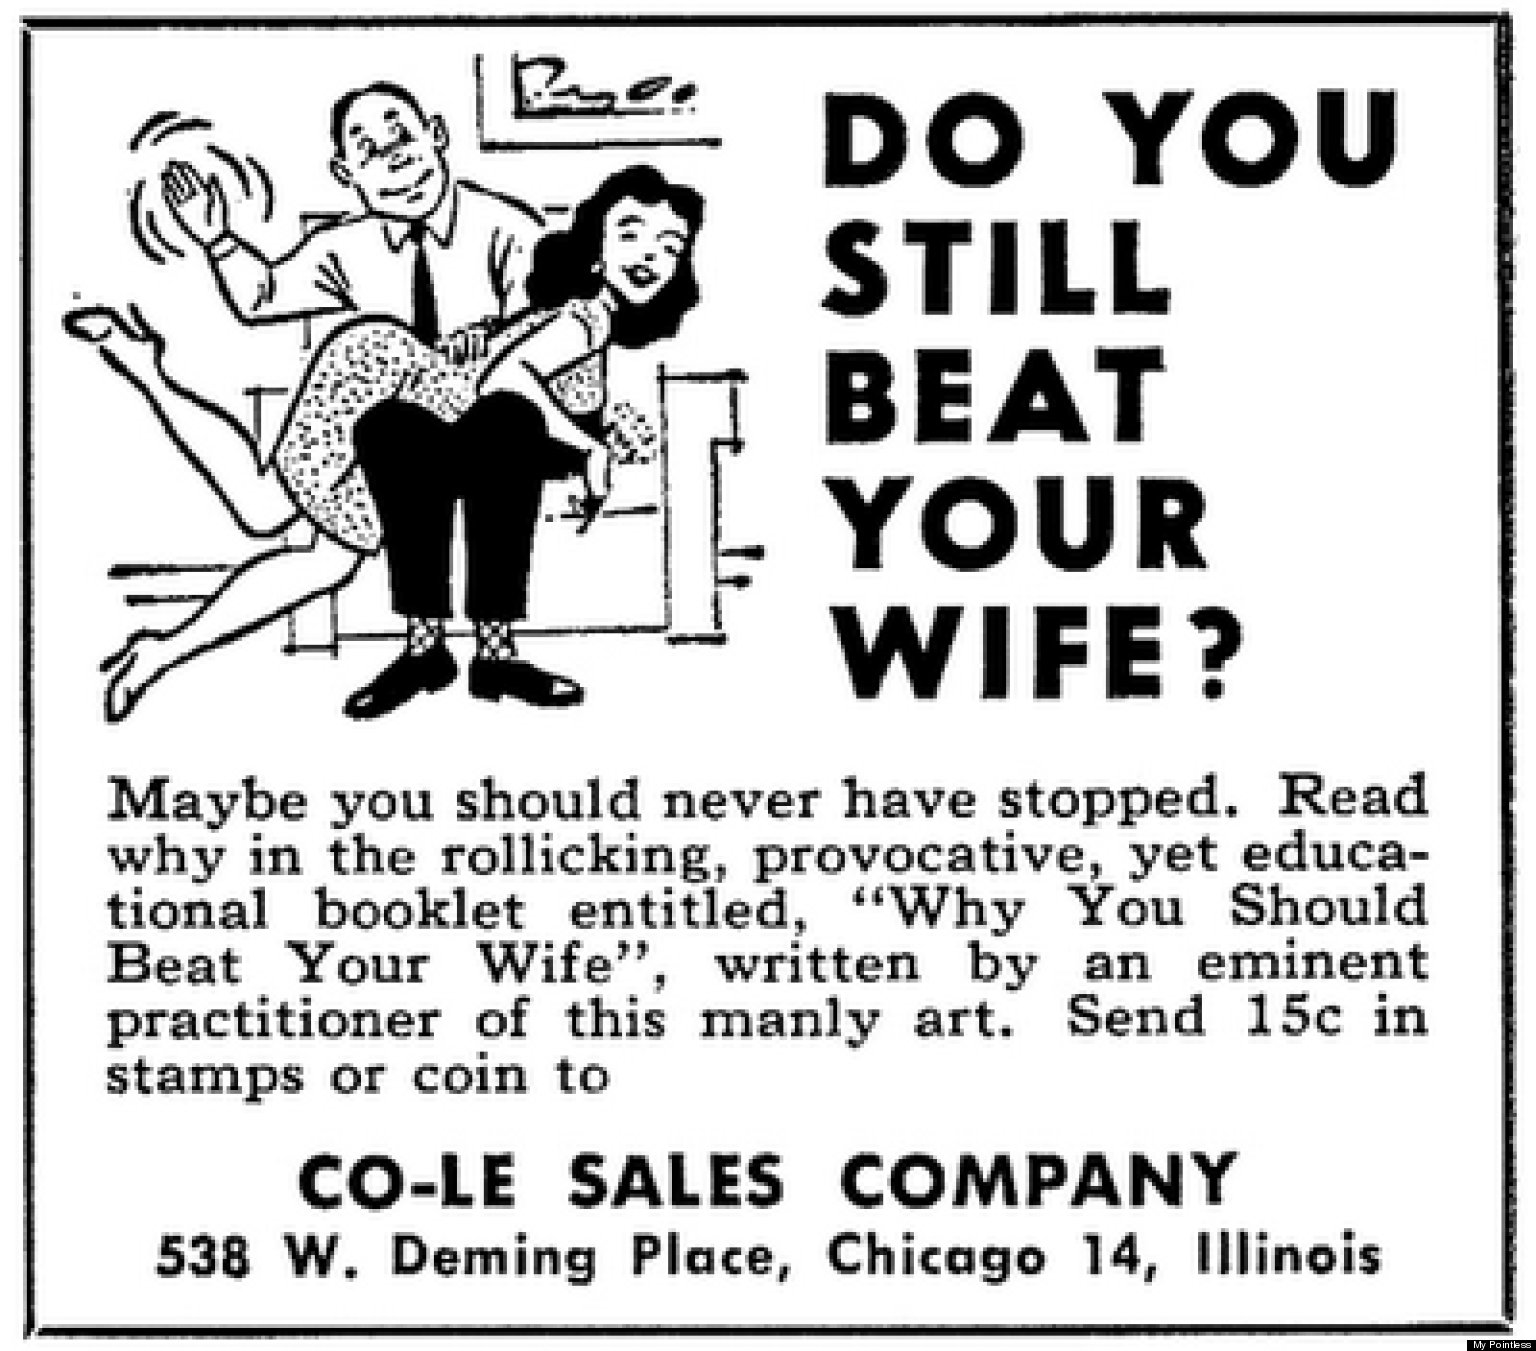 DO YOU
STILL
BEAT
YOUR
WIFE?
Maybe you should never have stopped. Read
why in the rollicking, provocative, yet educa-
tional booklet entitled, “Why You Should
Beat Your Wife”, written by an eminent
practitioner of this manly art. Send 15c in
stamps or coin to
CO-LE SALES COMPANY
538 W. Deming Place, Chicago 14, Illinois
My Pointless